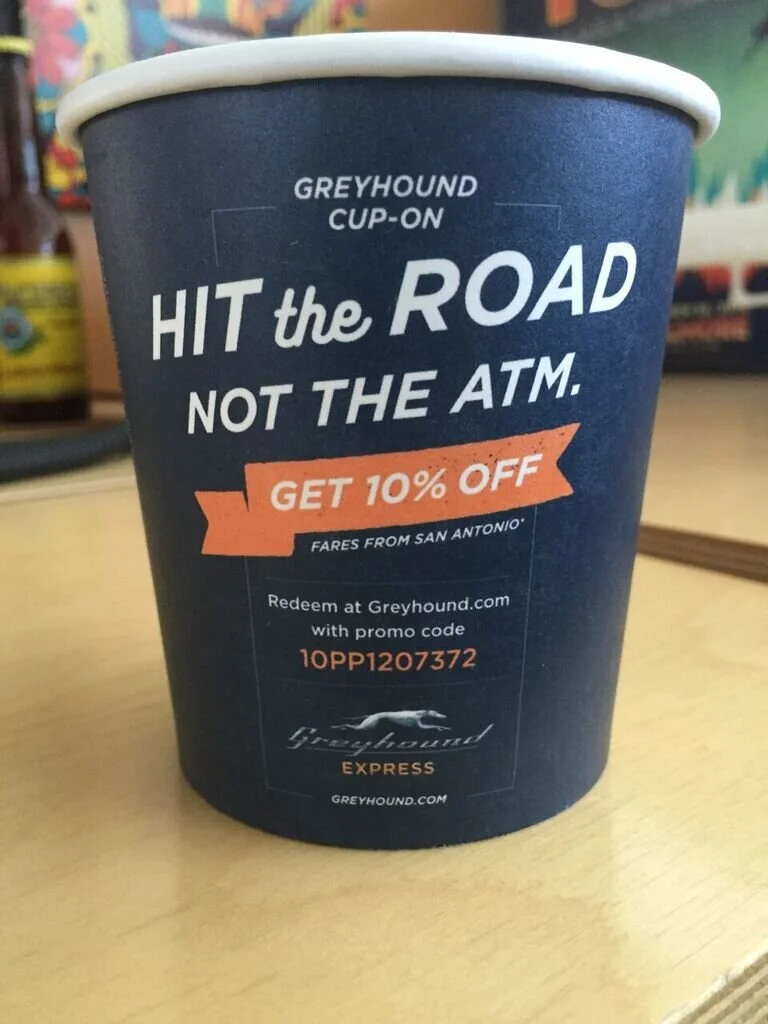 GREYHOUND
CUP-ON
HIT the ROAD
NOT THE ATM.
GET 10% OFF
FARES FROM SAN ANTONIO*
Redeem at Greyhound.com
with promo code
10PP1207372
Greyhound
EXPRESS
GREYHOUND.COM